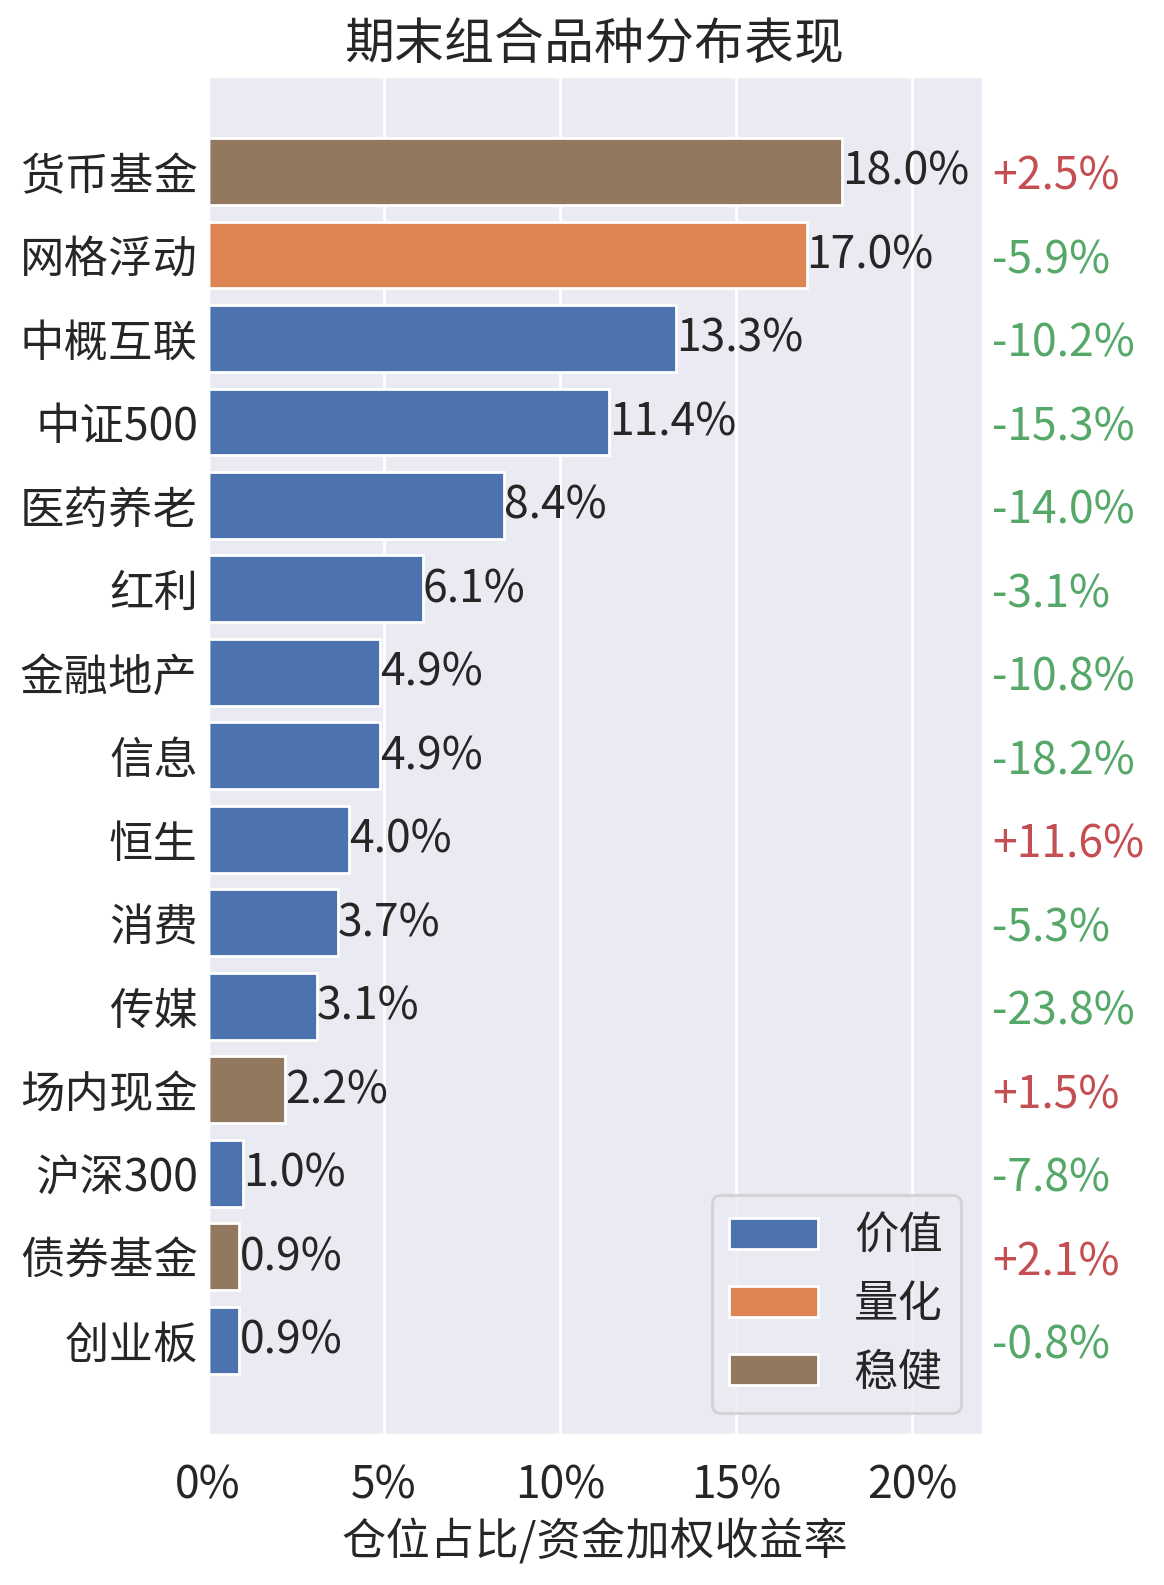 期末组合品种分布表现
货币基金 18.0% +2.5%
网格浮动 17.0% -5.9%
中概互联 13.3% -10.2%
中证500 11.4% -15.3%
医药养老 8.4% -14.0%
红利 6.1% -3.1%
金融地产 4.9% -10.8%
信息 4.9% -18.2%
恒生 4.0% +11.6%
消费 3.7% -5.3%
传媒 3.1% -23.8%
场内现金 2.2% +1.5%
沪深300 1.0% -7.8%
债券基金 0.9% +2.1%
创业板 0.9% -0.8%
价值
量化
稳健
0% 5% 10% 15% 20%
仓位占比/资金加权收益率